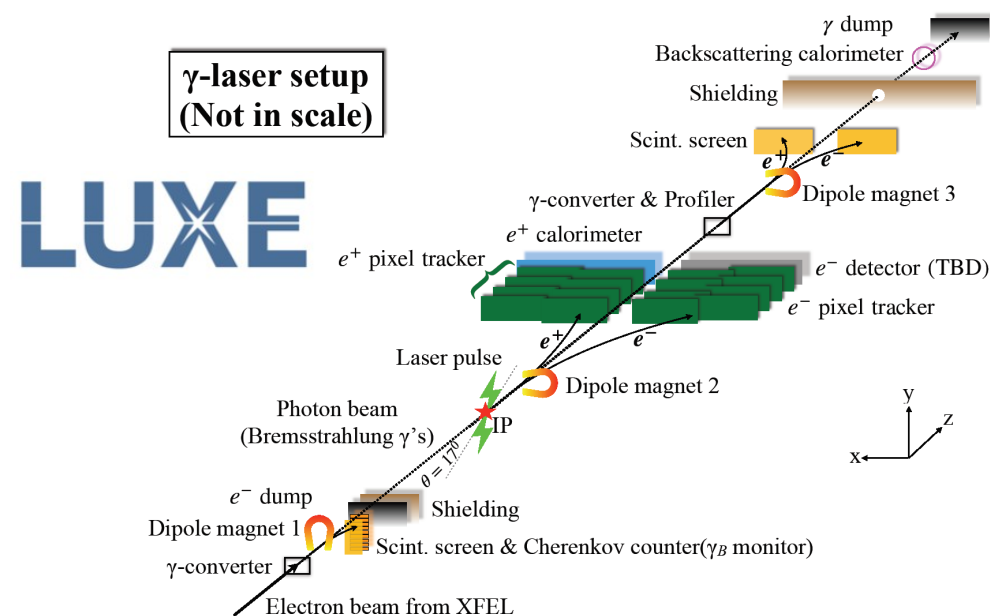 γ dump
Backscattering calorimeter
γ-laser setup
(Not in scale)
Shielding
Scint. screen
e⁺
e⁻
LUXE
Dipole magnet 3
γ-converter & Profiler
e⁺ calorimeter
e⁺ pixel tracker
e⁻ detector (TBD)
e⁻ pixel tracker
e⁺
e⁻
Laser pulse
Dipole magnet 2
Photon beam
(Bremsstrahlung γ's)
IP
y
z
x
θ = 17⁰
e⁻ dump
Shielding
Dipole magnet 1
Scint. screen & Cherenkov counter(γ_B monitor)
γ-converter
Electron beam from XFEL